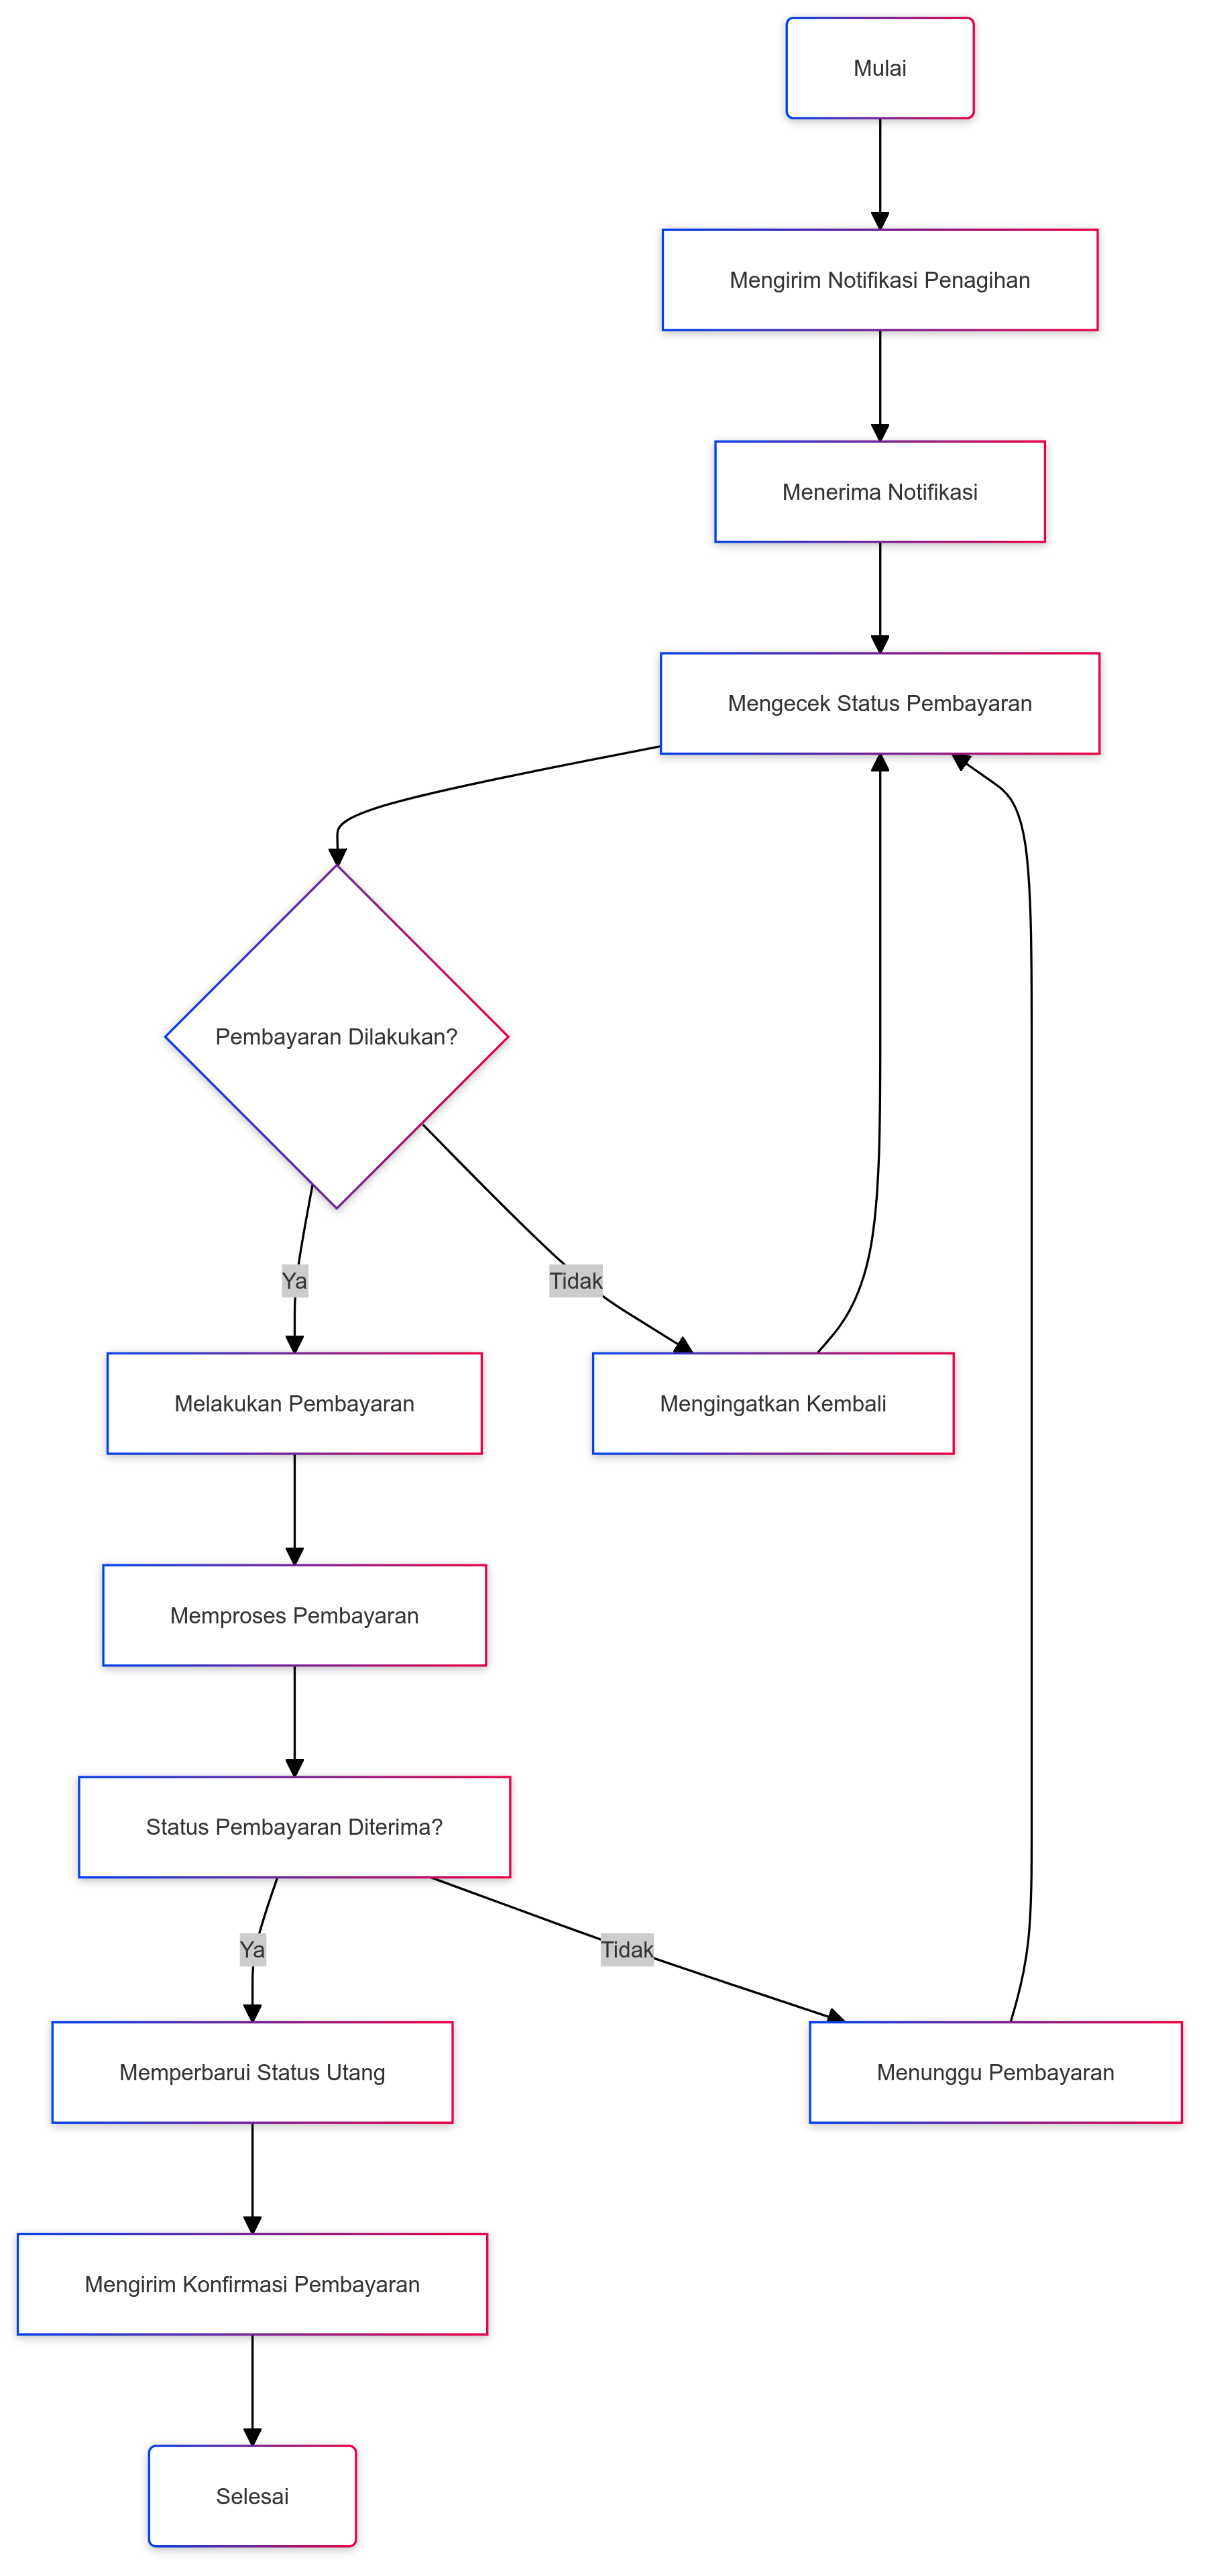 Mulai
Mengirim Notifikasi Penagihan
Menerima Notifikasi
Mengecek Status Pembayaran
Pembayaran Dilakukan?
Ya
Tidak
Melakukan Pembayaran
Mengingatkan Kembali
Memproses Pembayaran
Status Pembayaran Diterima?
Ya
Tidak
Memperbarui Status Utang
Menunggu Pembayaran
Mengirim Konfirmasi Pembayaran
Selesai